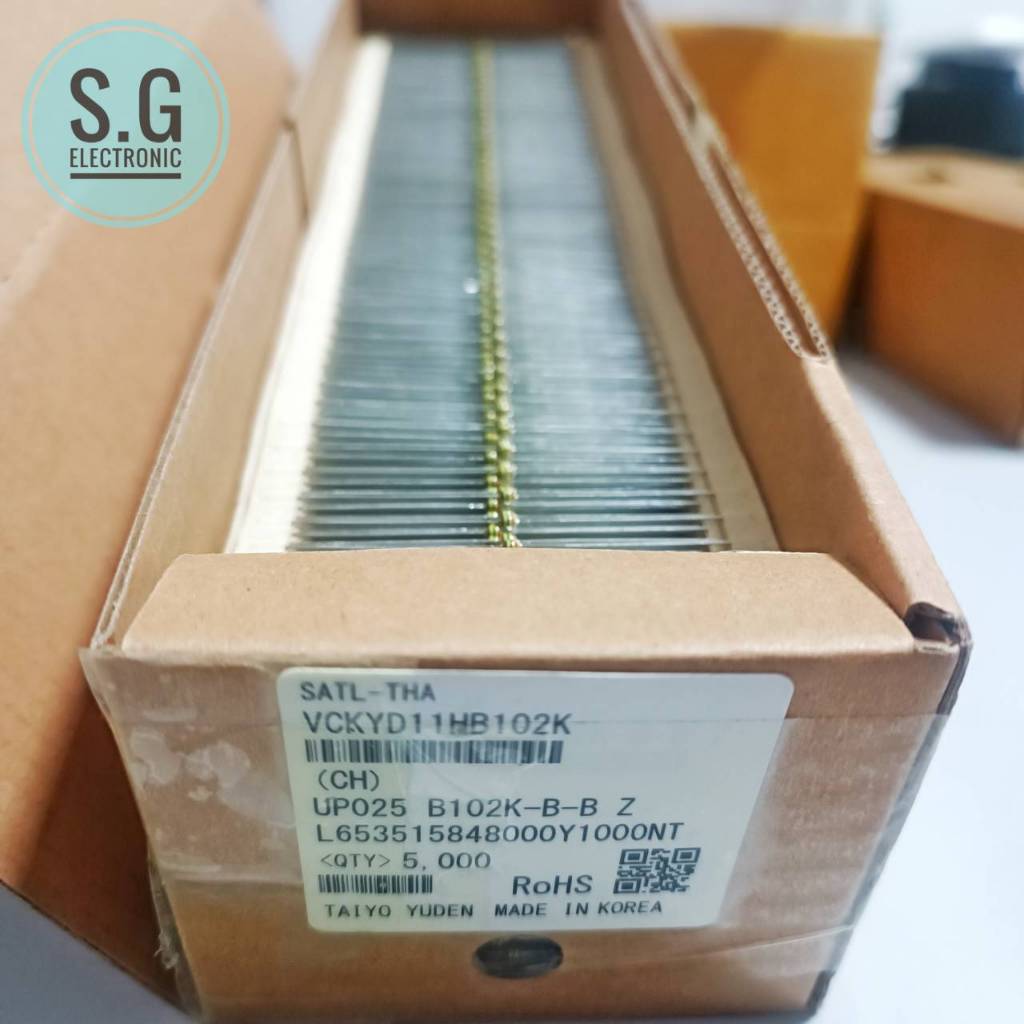 S.G
ELECTRONIC
SATL-THA
VCKYD11HB102K
(CH)
UP025 B102K-B-B Z
L653515848000Y1000NT
<QTY> 5,000
RoHS
TAIYO YUDEN MADE IN KOREA